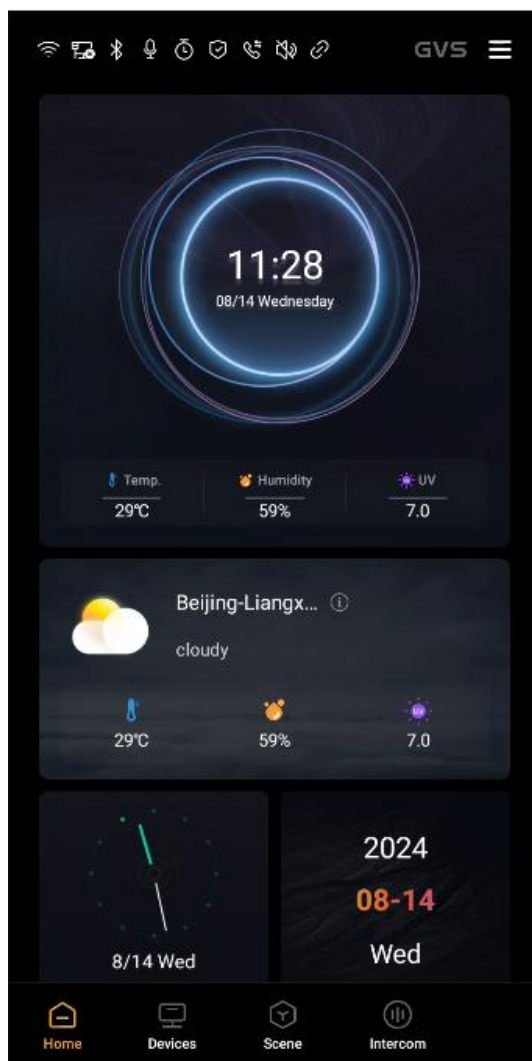 GVS
11:28
08/14 Wednesday
Temp. Humidity UV
29℃ 59% 7.0
Beijing-Liangx...
cloudy
UV
29℃ 59% 7.0
8/14 Wed
2024
08-14
Wed
Home Devices Scene Intercom